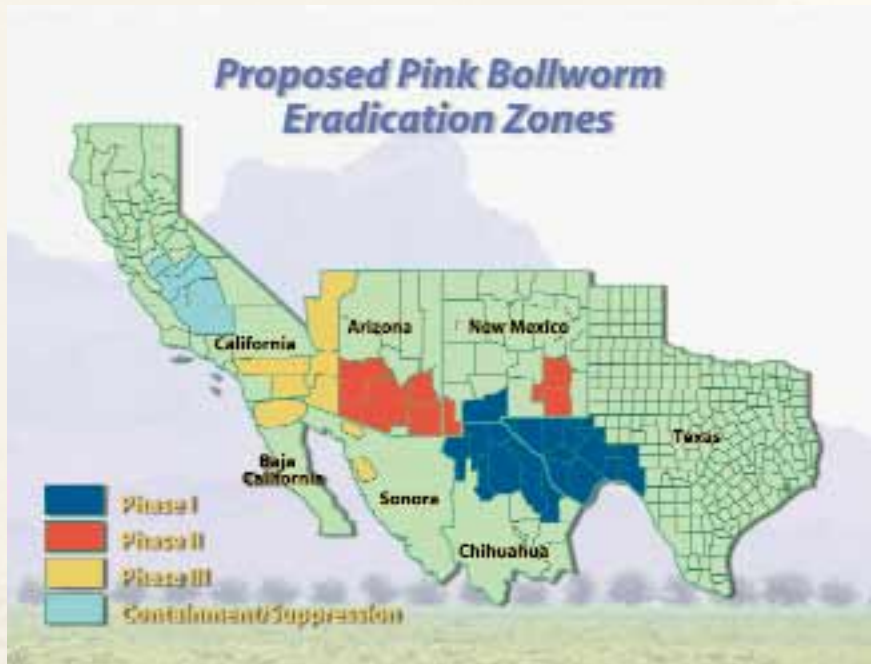 Proposed Pink Bollworm
Eradication Zones
Arizona
New Mexico
California
Texas
Baja
California
Sonora
Chihuahua
Phase I
Phase II
Phase III
Containment/Suppression